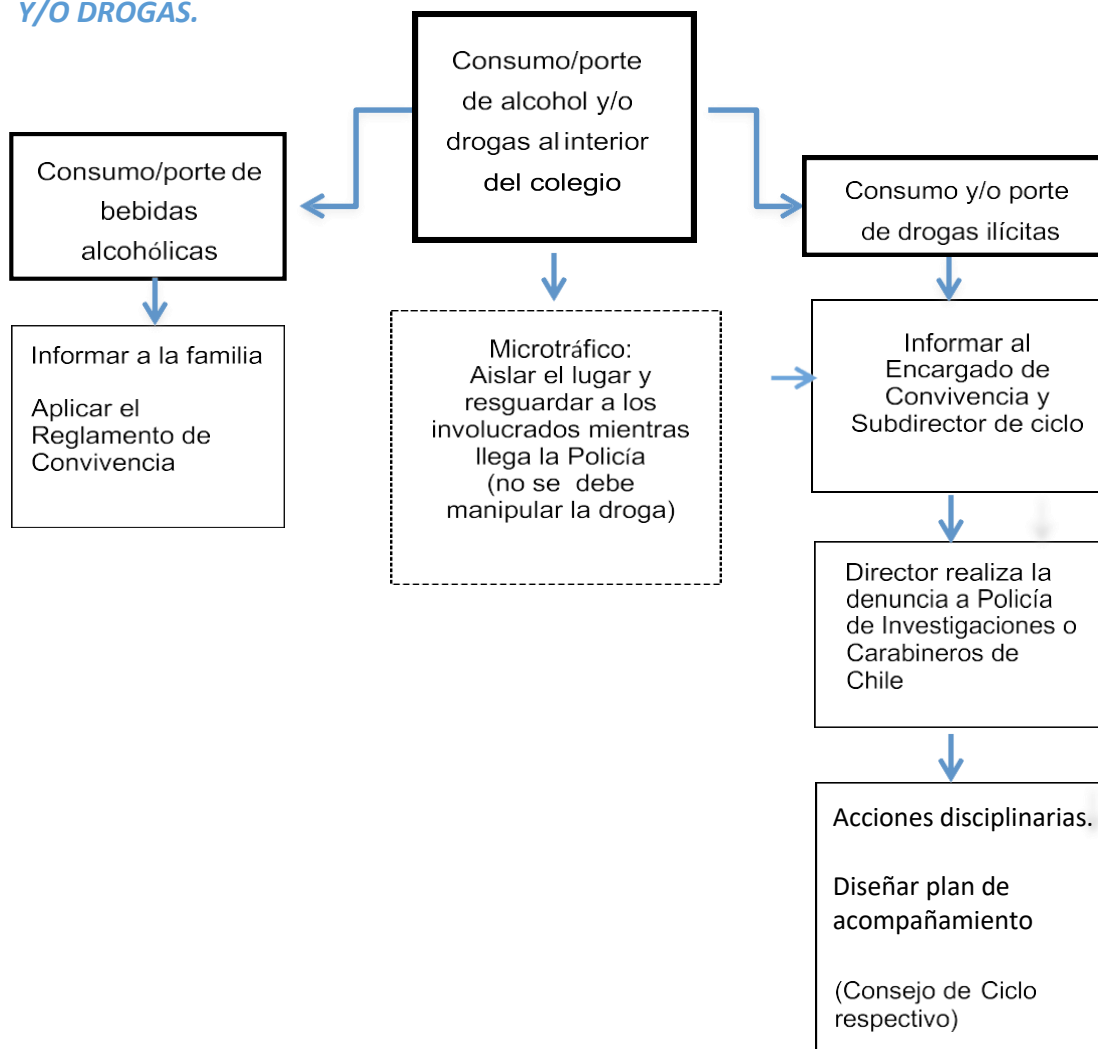 Y/O DROGAS.
Consumo/porte
de alcohol y/o
drogas al interior
del colegio
Consumo/porte de
bebidas
alcohólicas
Consumo y/o porte
de drogas ilícitas
Informar a la familia
Aplicar el
Reglamento de
Convivencia
Microtráfico:
Aislar el lugar y
resguardar a los
involucrados mientras
llega la Policía
(no se debe
manipular la droga)
Informar al
Encargado de
Convivencia y
Subdirector de ciclo
Director realiza la
denuncia a Policía
de Investigaciones o
Carabineros de
Chile
Acciones disciplinarias.
Diseñar plan de
acompañamiento
(Consejo de Ciclo
respectivo)